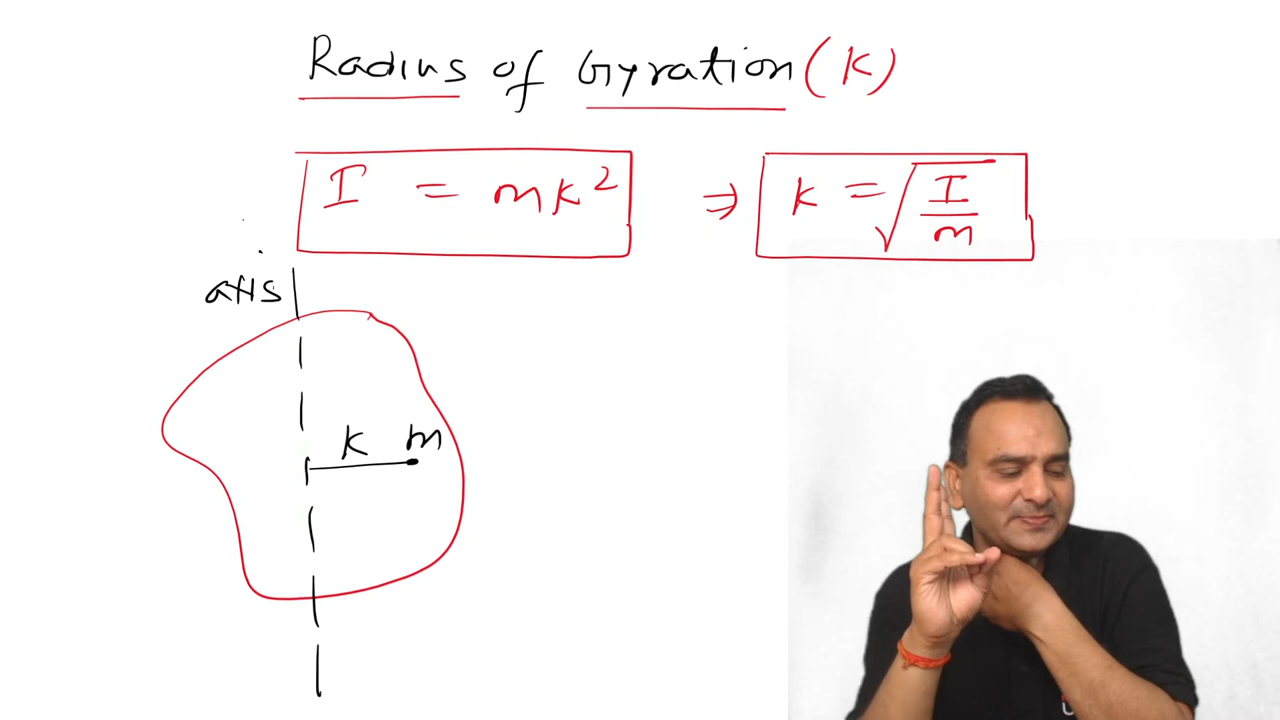 Radius of Gyration (K)
I = mK² ⇒ K = √(I/m)
axis
K m